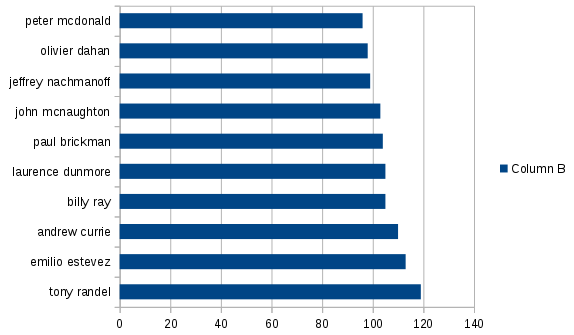 peter mcdonald
olivier dahan
jeffrey nachmanoff
john mcnaughton
paul brickman
laurence dunmore
billy ray
andrew currie
emilio estevez
tony randel
0 20 40 60 80 100 120 140
Column B